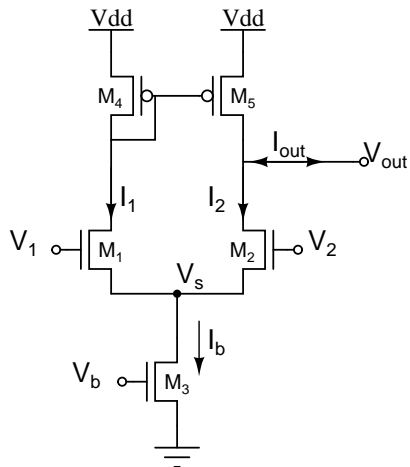 Vdd Vdd
M4 M5
Iout
Vout
I1 I2
V1 M1 M2 V2
Vs
Ib
Vb M3